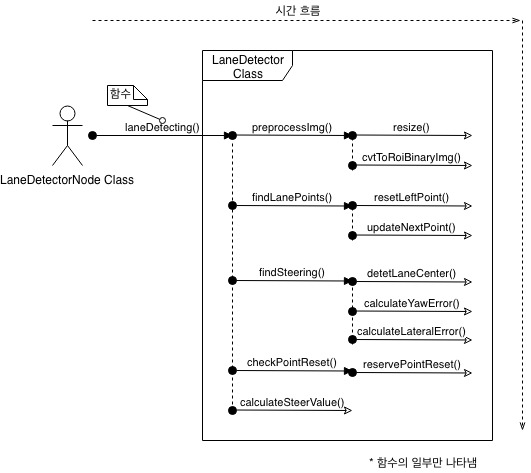 시간 흐름
LaneDetector
Class
함수
laneDetecting()
preprocessImg()
resize()
cvtToRoiBinaryImg()
LaneDetectorNode Class
findLanePoints()
resetLeftPoint()
updateNextPoint()
findSteering()
detetLaneCenter()
calculateYawError()
calculateLateralError()
checkPointReset()
reservePointReset()
calculateSteerValue()
* 함수의 일부만 나타냄